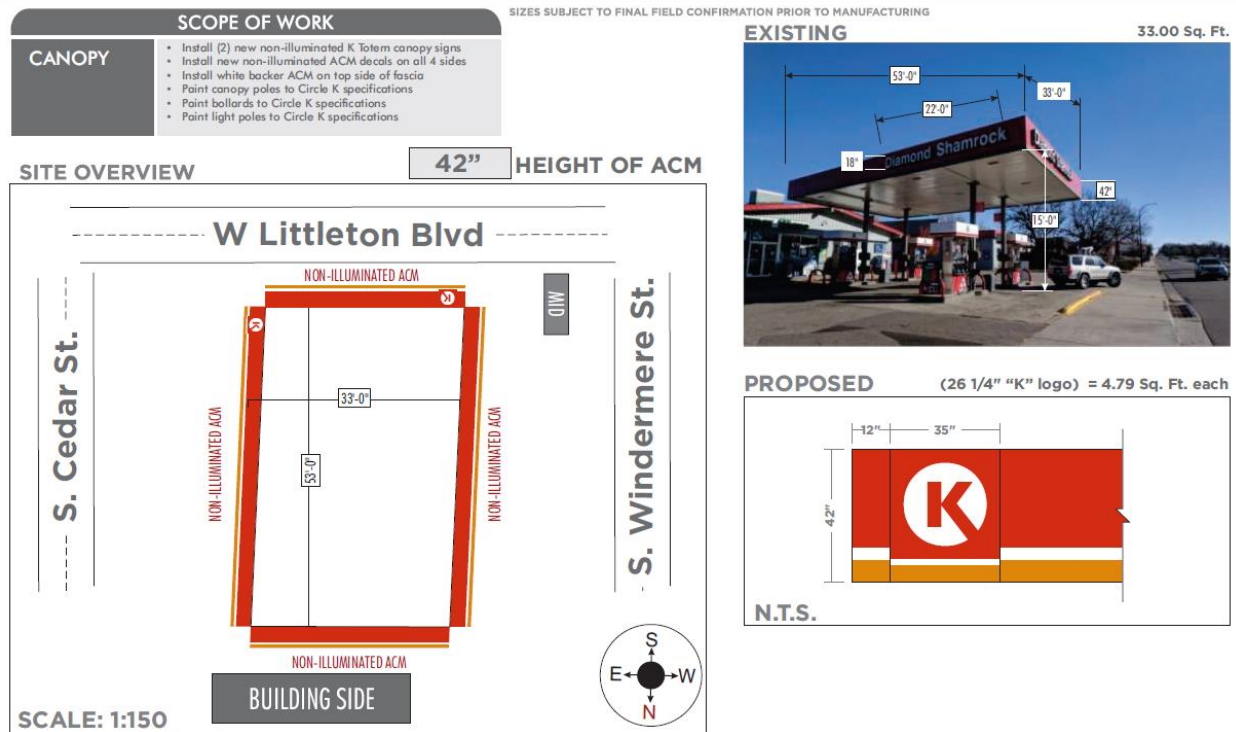 SIZES SUBJECT TO FINAL FIELD CONFIRMATION PRIOR TO MANUFACTURING
SCOPE OF WORK
CANOPY
• Install (2) new non-illuminated K Totem canopy signs
• Install new non-illuminated ACM decals on all 4 sides
• Install white backer ACM on top side of fascia
• Paint canopy poles to Circle K specifications
• Paint bollards to Circle K specifications
• Paint light poles to Circle K specifications
SITE OVERVIEW
42” HEIGHT OF ACM
W Littleton Blvd
NON-ILLUMINATED ACM
K
K
MID
S. Cedar St.
S. Windermere St.
33'-0"
53'-0"
NON-ILLUMINATED ACM
NON-ILLUMINATED ACM
NON-ILLUMINATED ACM
BUILDING SIDE
S
E
W
N
SCALE: 1:150
EXISTING
33.00 Sq. Ft.
53'-0"
33'-0"
22'-0"
18"
Diamond Shamrock
42"
15'-0"
PROPOSED
(26 1/4” “K” logo) = 4.79 Sq. Ft. each
12"
35"
42"
K
N.T.S.